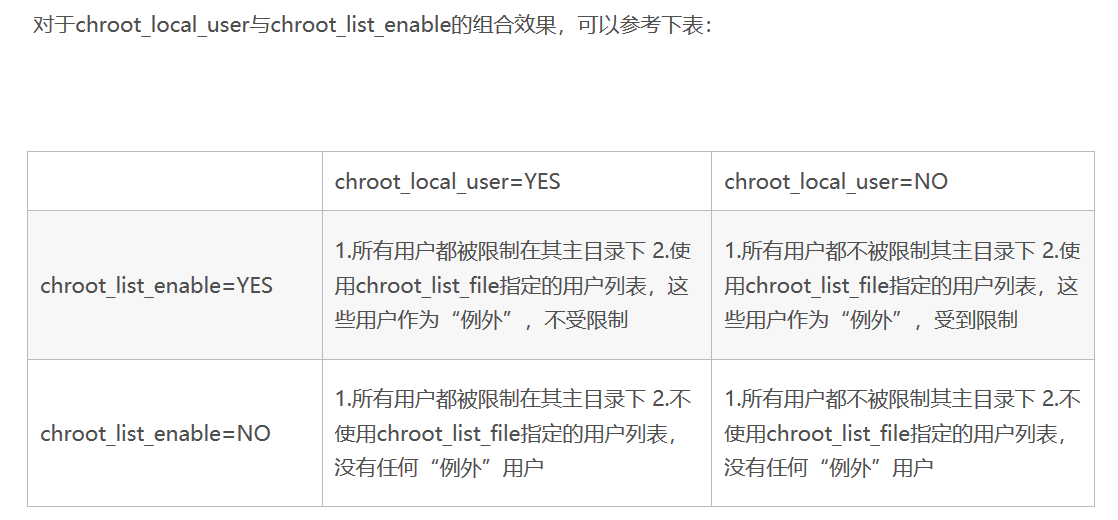 对于chroot_local_user与chroot_list_enable的组合效果，可以参考下表：
chroot_local_user=YES
chroot_local_user=NO
chroot_list_enable=YES
1.所有用户都被限制在其主目录下 2.使
用chroot_list_file指定的用户列表，这
些用户作为“例外”，不受限制
1.所有用户都不被限制其主目录下 2.使
用chroot_list_file指定的用户列表，这
些用户作为“例外”，受到限制
chroot_list_enable=NO
1.所有用户都被限制在其主目录下 2.不
使用chroot_list_file指定的用户列表，
没有任何“例外”用户
1.所有用户都不被限制其主目录下 2.不
使用chroot_list_file指定的用户列表，
没有任何“例外”用户